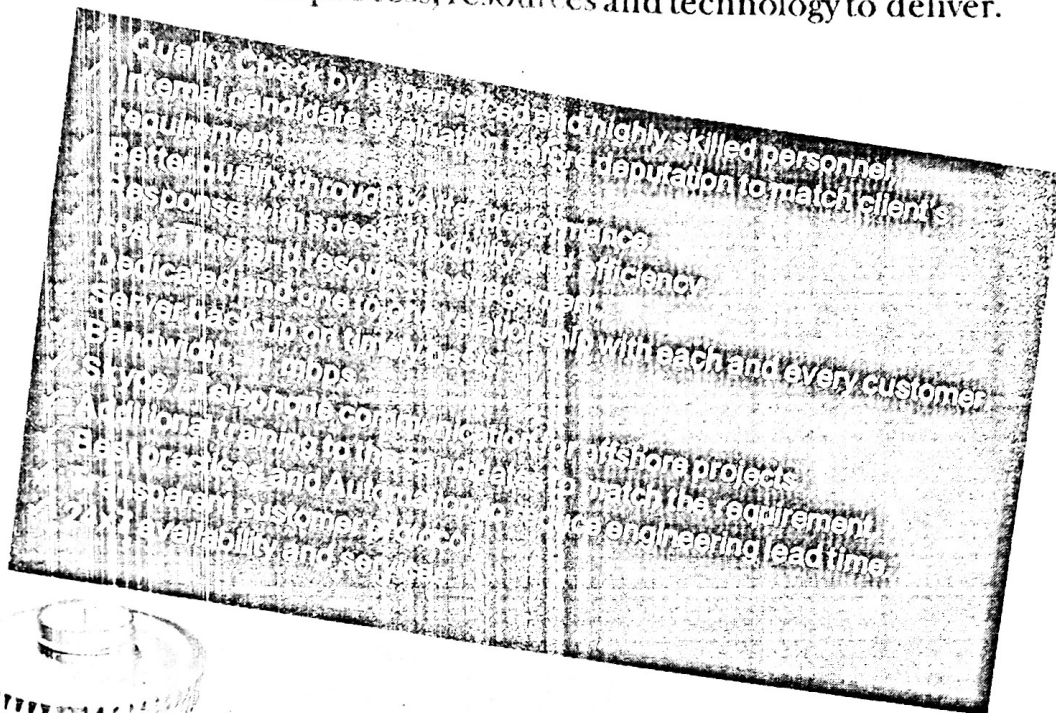 resources and technology to deliver.
Quality Check by experienced and highly skilled personnel.
Internal candidate evaluation before deputation to match client's
requirement.
Better quality through better performance
Response with speed, flexibility and efficiency
Time and resource management.
Dedicated and one to one relationship with each and every customer
Server back up on timely basis
Bandwidth mbps
Skype / Telephone communication for offshore projects
Additional training to the candidates to match the requirement
Best practices and Automation to reduce engineering lead time.
Transparent customer protocol
24x7 availability and service.